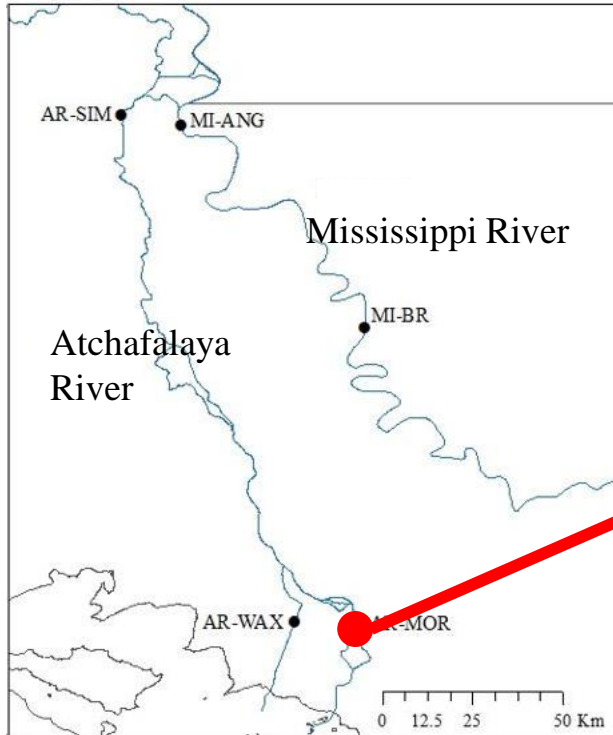 AR-SIM
MI-ANG
Mississippi River
MI-BR
Atchafalaya
River
AR-WAX
AR-MOR
0 12.5 25 50 Km